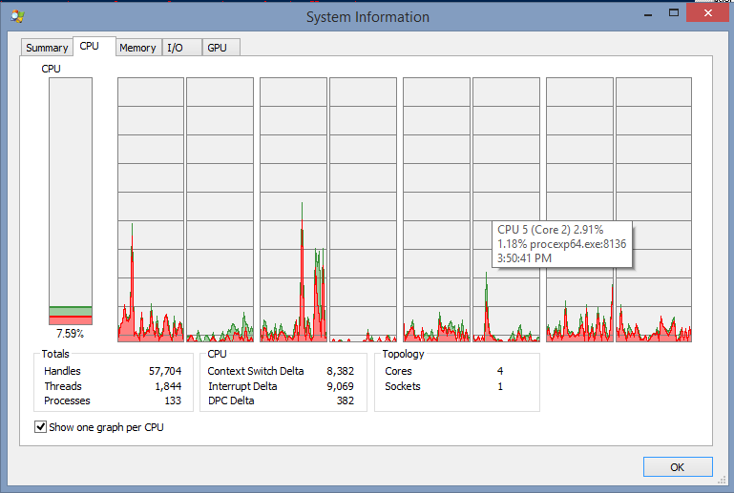 System Information
Summary CPU Memory I/O GPU
CPU
CPU 5 (Core 2) 2.91%
1.18% procexp64.exe:8136
3:50:41 PM
7.59%
Totals CPU Topology
Handles 57,704 Context Switch Delta 8,382 Cores 4
Threads 1,844 Interrupt Delta 9,069 Sockets 1
Processes 133 DPC Delta 382
Show one graph per CPU
OK